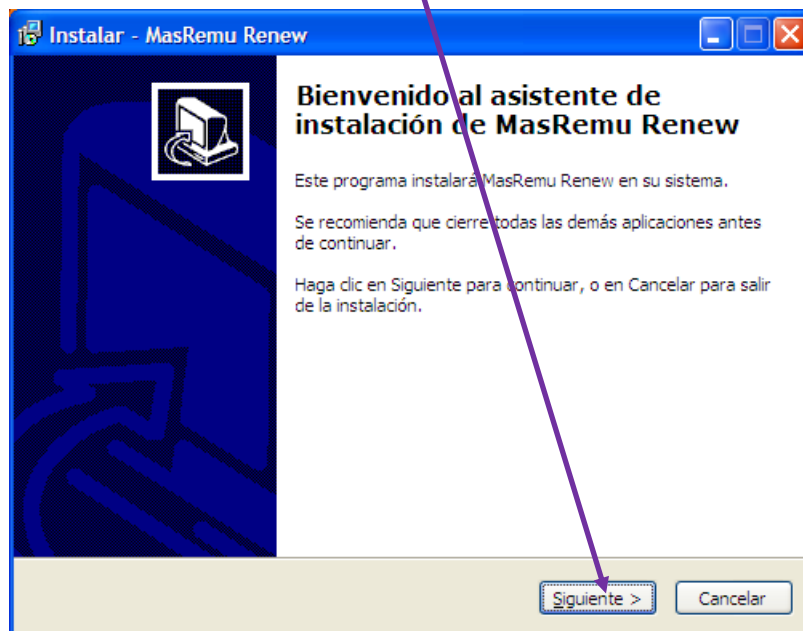 Instalar - MasRemu Renew
Bienvenido al asistente de
instalación de MasRemu Renew
Este programa instalará MasRemu Renew en su sistema.
Se recomienda que cierre todas las demás aplicaciones antes
de continuar.
Haga clic en Siguiente para continuar, o en Cancelar para salir
de la instalación.
Siguiente > Cancelar